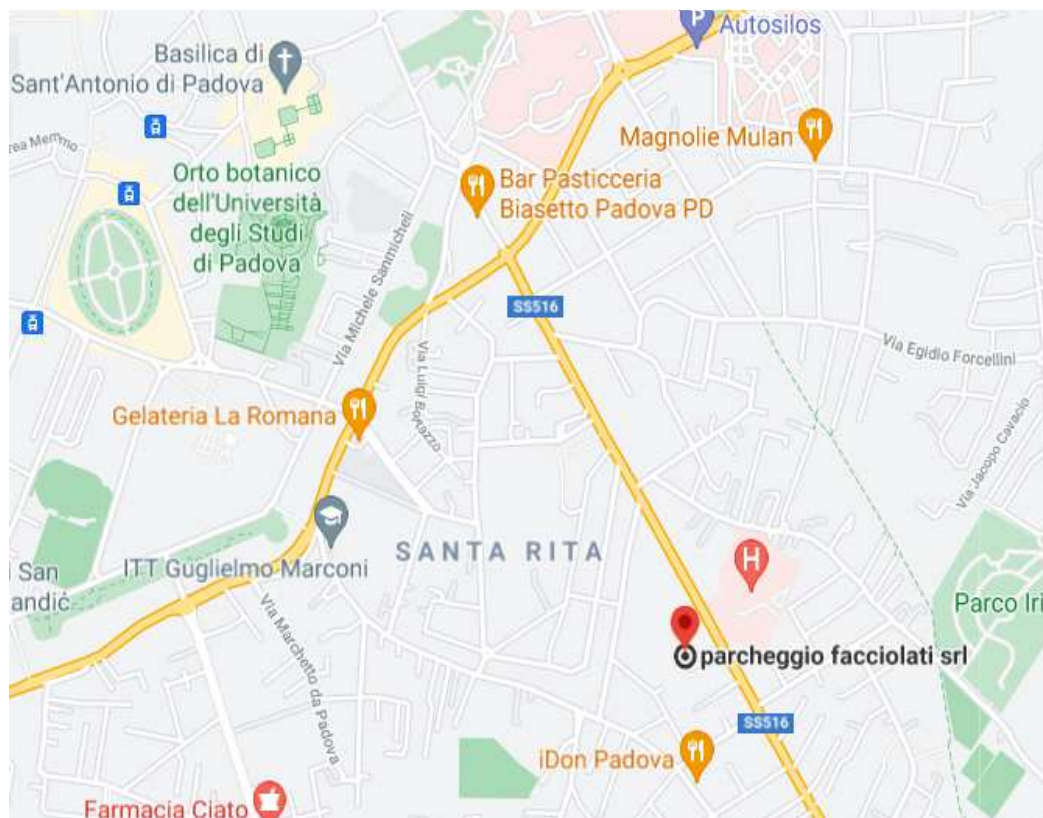 P
Autosilos
Basilica di
Sant'Antonio di Padova
Magnolie Mulan
Orto botanico
dell'Università
degli Studi
di Padova
Bar Pasticceria
Biasetto Padova PD
Via Michele Sanmicheli
SS516
Via Egidio Forcellini
Via Luigi
Gelateria La Romana
Via Jacopo Cavacio
SANTA RITA
ITT Guglielmo Marconi
H
San
Parco Iri
parcheggio facciolati srl
Via Marchetto da Padova
SS516
iDon Padova
Farmacia Ciato